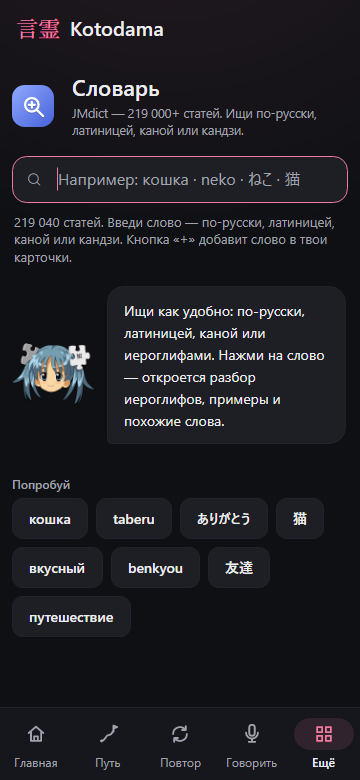 言霊 Kotodama
Словарь
JMdict — 219 000+ статей. Ищи по-русски,
латиницей, каной или кандзи.
Например: кошка · neko · ねこ · 猫
219 040 статей. Введи слово — по-русски, латиницей,
каной или кандзи. Кнопка «+» добавит слово в твои
карточки.
Ищи как удобно: по-русски,
латиницей, каной или
иероглифами. Нажми на слово
— откроется разбор
иероглифов, примеры и
похожие слова.
Попробуй
кошка taberu ありがとう 猫
вкусный benkyou 友達
путешествие
Главная Путь Повтор Говорить Ещё